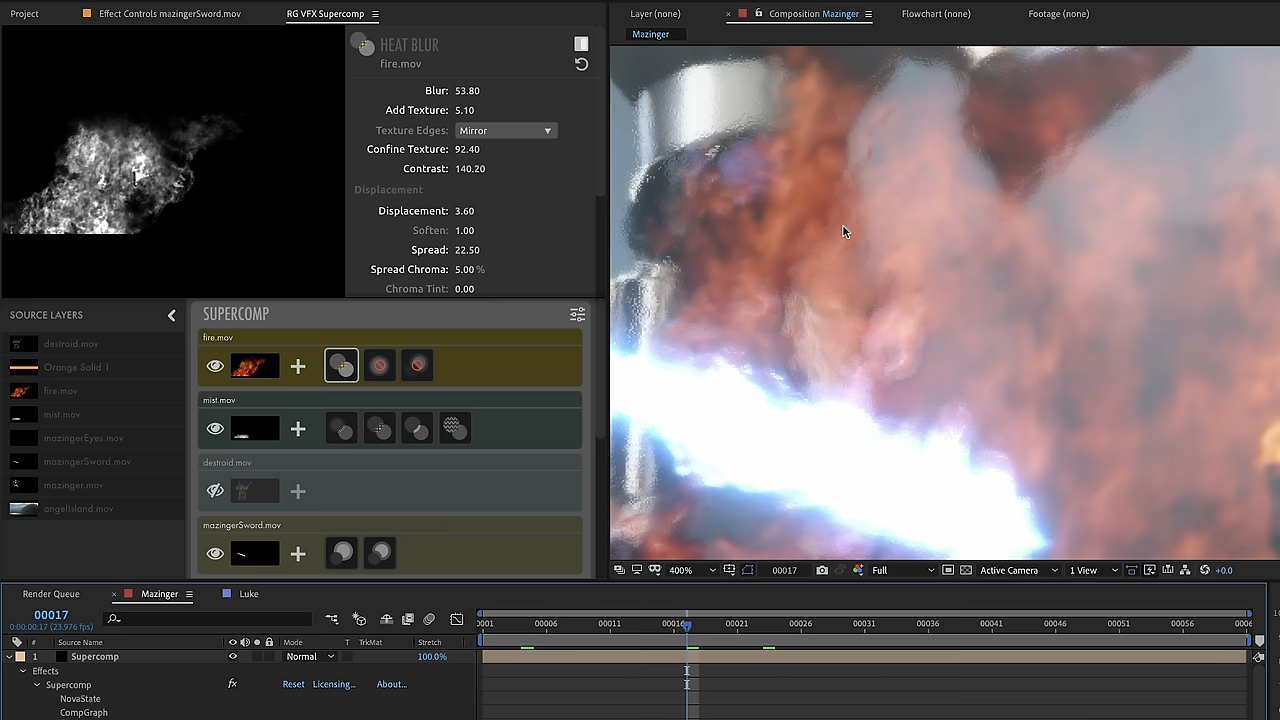 Project
Effect Controls mazingerSword.mov
RG VFX Supercomp
Layer (none)
Composition Mazinger
Flowchart (none)
Footage (none)
Mazinger
HEAT BLUR
fire.mov
Blur: 53.80
Add Texture: 5.10
Texture Edges: Mirror
Confine Texture: 92.40
Contrast: 140.20
Displacement
Displacement: 3.60
Soften: 1.00
Spread: 22.50
Spread Chroma: 5.00 %
Chroma Tint: 0.00
SOURCE LAYERS
destroid.mov
Orange Solid 1
fire.mov
mist.mov
mazingerEyes.mov
mazingerSword.mov
mazinger.mov
angelIsland.mov
SUPERCOMP
fire.mov
mist.mov
destroid.mov
mazingerSword.mov
400%
00017
Full
Active Camera
1 View
+0.0
Render Queue
Mazinger
Luke
00017
0:00:00:17 (23.976 fps)
0001 00006 00011 00016 00021 00026 00031 00036 00041 00046 00051 00056 0006
# Source Name Mode T TrkMat Stretch
1 Supercomp Normal 100.0%
Effects
Supercomp fx Reset Licensing... About...
NovaState
CompGraph